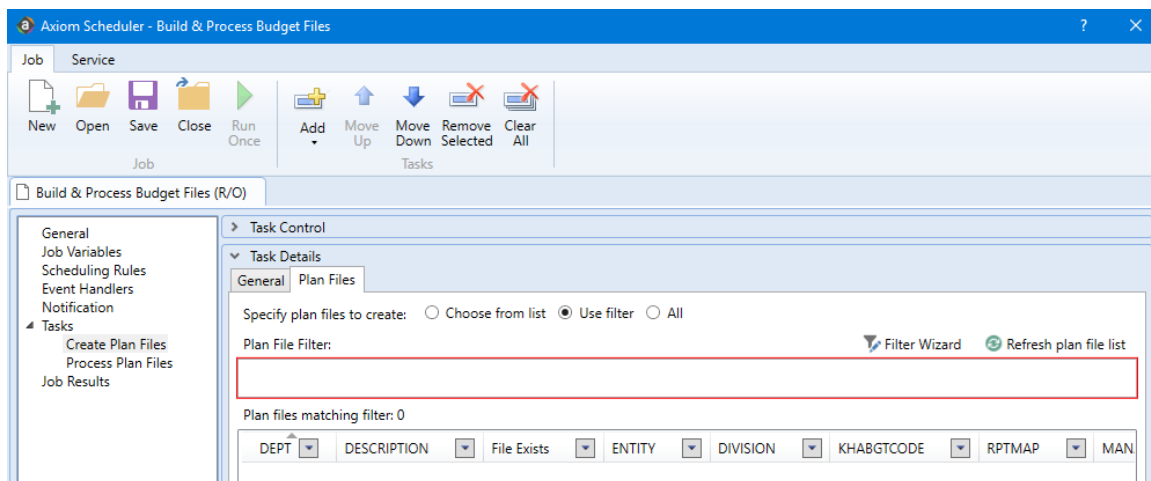 Axiom Scheduler - Build & Process Budget Files ?
Job Service
New Open Save Close Run Once Add Move Up Move Down Remove Selected Clear All
Job Tasks
Build & Process Budget Files (R/O)
General
Job Variables
Scheduling Rules
Event Handlers
Notification
Tasks
Create Plan Files
Process Plan Files
Job Results
Task Control
Task Details
General Plan Files
Specify plan files to create: Choose from list Use filter All
Plan File Filter: Filter Wizard Refresh plan file list
Plan files matching filter: 0
DEPT DESCRIPTION File Exists ENTITY DIVISION KHABGTCODE RPTMAP MAN